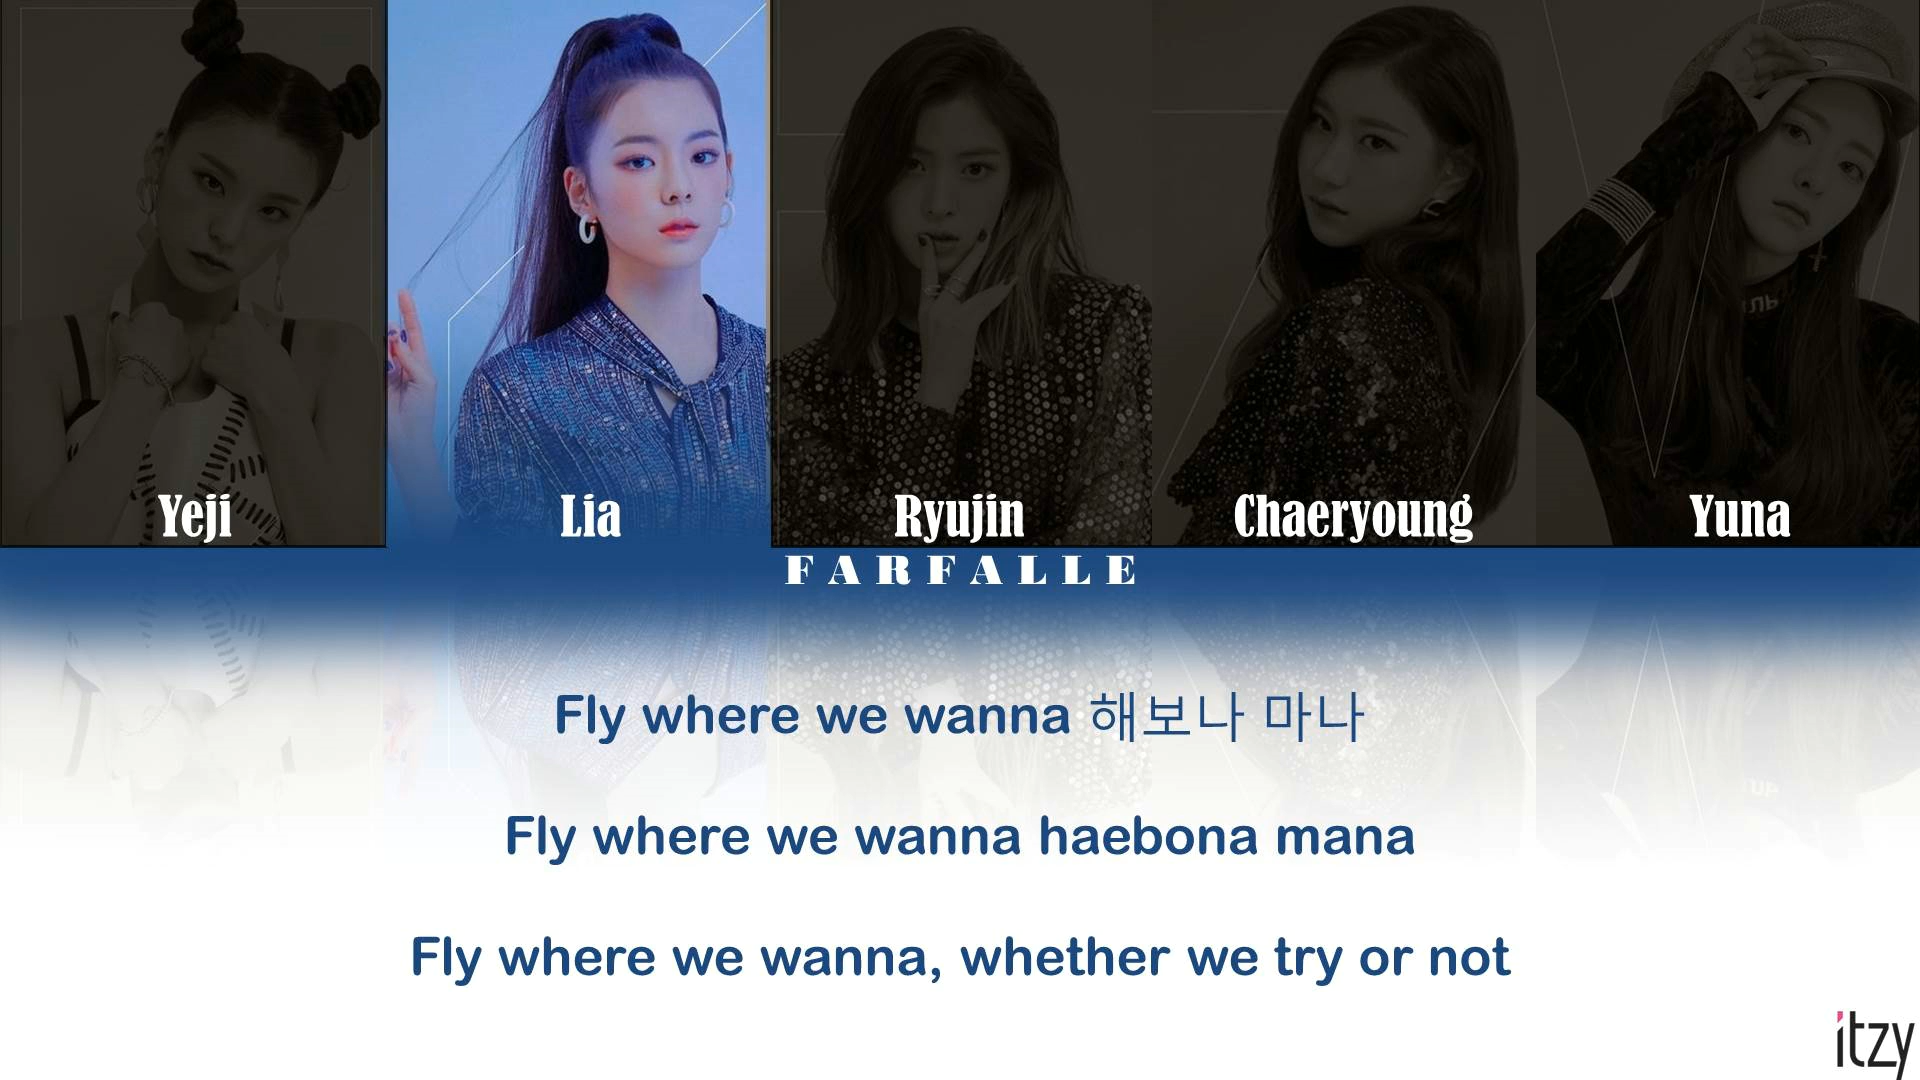 Yeji
Lia
Ryujin
Chaeryoung
Yuna
FARFALLE
Fly where we wanna 해보나 마나
Fly where we wanna haebona mana
Fly where we wanna, whether we try or not
itzy